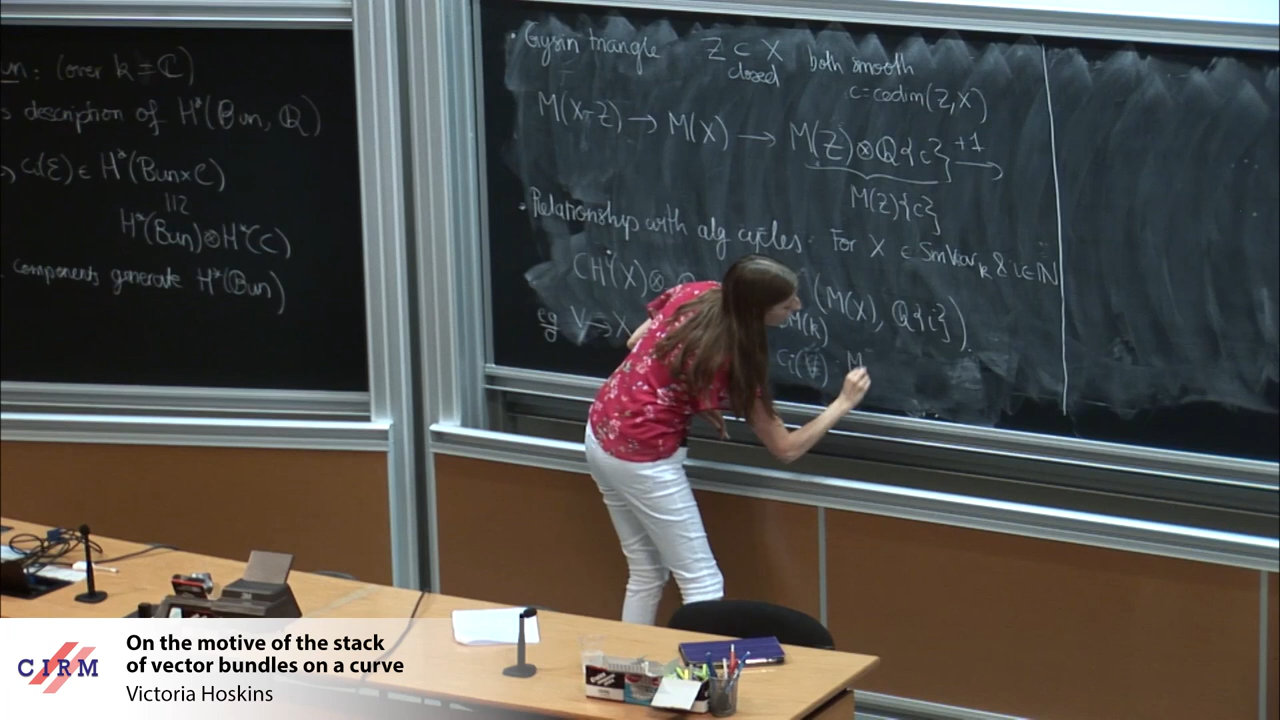 un: (over k = ℂ)
s description of H*(Bun, ℚ)
c(ℰ) ∈ H*(Bun×C)
H*(Bun)⊗H*(C)
components generate H*(Bun)
• Gysin triangle Z ⊂ X both smooth
closed c=codim(Z,X)
M(X-Z) → M(X) → M(Z)⊗ℚ{c} +1→
M(Z){c}
• Relationship with alg cycles: For X ∈ SmVar_k & i∈ℕ
CHⁱ(X)⊗ (M(X), ℚ{i})
eg V → X
Ci(V) : M
CIRM
On the motive of the stack
of vector bundles on a curve
Victoria Hoskins